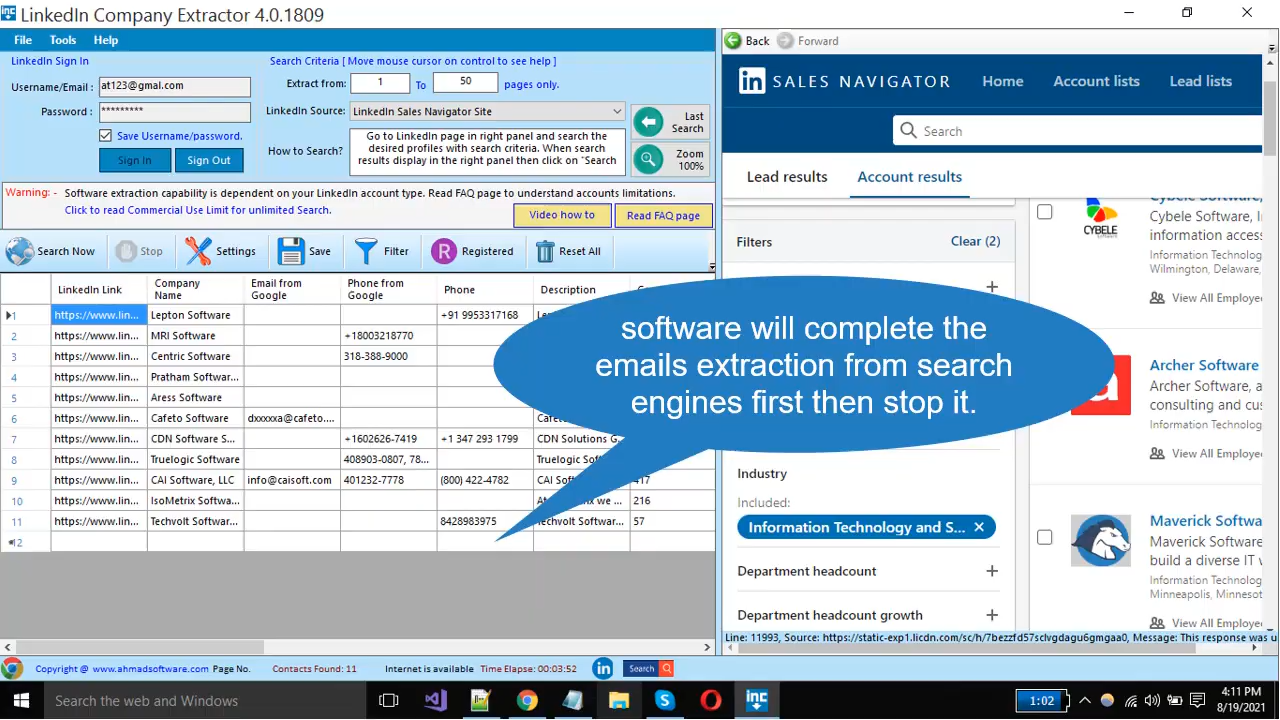 LinkedIn Company Extractor 4.0.1809
File Tools Help
LinkedIn Sign In
Username/Email : at123@gmal.com
Password : *********
Save Username/password.
Sign In Sign Out
Search Criteria [ Move mouse cursor on control to see help ]
Extract from: 1 To 50 pages only.
LinkedIn Source: LinkedIn Sales Navigator Site
How to Search? Go to LinkedIn page in right panel and search the
desired profiles with search criteria. When search
results display in the right panel then click on "Search
Last
Search
Zoom
100%
Warning: - Software extraction capability is dependent on your LinkedIn account type. Read FAQ page to understand accounts limitations.
Click to read Commercial Use Limit for unlimited Search.
Video how to Read FAQ page
Search Now Stop Settings Save Filter R Registered Reset All
LinkedIn Link Company Name Email from Google Phone from Google Phone Description
1 https://www.lin... Lepton Software +91 9953317168
2 https://www.lin... MRI Software +18003218770
3 https://www.lin... Centric Software 318-388-9000
4 https://www.lin... Pratham Softwar...
5 https://www.lin... Aress Software
6 https://www.lin... Cafeto Software dxxxxxa@cafeto.... Cafeto
7 https://www.lin... CDN Software S... +1602626-7419 +1 347 293 1799 CDN Solutions G
8 https://www.lin... Truelogic Software 408903-0807, 78... Truelogic Softwar
9 https://www.lin... CAI Software, LLC info@caisoft.com 401232-7778 (800) 422-4782 CAI Softwar... 417
10 https://www.lin... IsoMetrix Softwa... 216
11 https://www.lin... Techvolt Softwar... 8428983975 Techvolt Softwar... 57
12
software will complete the
emails extraction from search
engines first then stop it.
Copyright @ www.ahmadsoftware.com Page No. Contacts Found: 11 Internet is available Time Elapse: 00:03:52 in Search
Back Forward
in SALES NAVIGATOR Home Account lists Lead lists
Search
Lead results Account results
Filters Clear (2)
Industry
Included:
Information Technology and S...
Department headcount
Department headcount growth
CYBELE
Cybele Software, I
information acces
Information Technolog
Wilmington, Delaware,
View All Employe
Archer Software
Archer Software, a
consulting and cus
Information Technolog
View All Employe
Maverick Softwa
Maverick Software
build a diverse IT
Information Technolog
Minneapolis, Minnesot
View All Employe
Line: 11993, Source: https://static-exp1.licdn.com/sc/h/7bezzfd57sclvgdagu6gmgaa0, Message: This response was u
Search the web and Windows
1:02
4:11 PM
8/19/2021